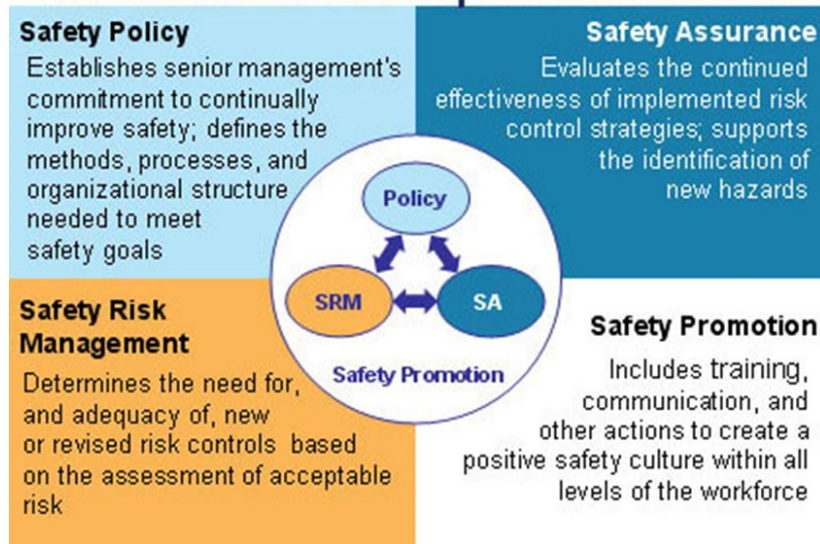 Safety Policy
Establishes senior management's
commitment to continually
improve safety; defines the
methods, processes, and
organizational structure
needed to meet
safety goals
Safety Assurance
Evaluates the continued
effectiveness of implemented risk
control strategies; supports
the identification of
new hazards
Policy
SRM
SA
Safety Promotion
Safety Risk
Management
Determines the need for,
and adequacy of, new
or revised risk controls based
on the assessment of acceptable
risk
Safety Promotion
Includes training,
communication, and
other actions to create a
positive safety culture within all
levels of the workforce